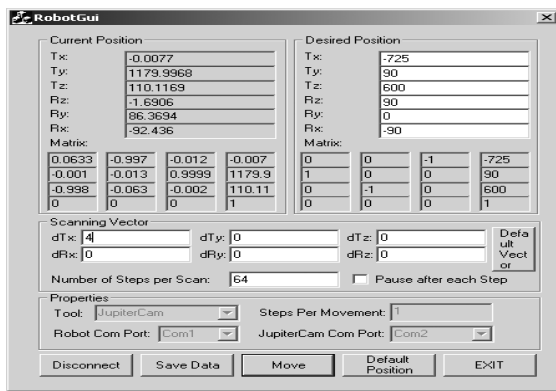 RobotGui
Current Position
Tx: -0.0077
Ty: 1179.9968
Tz: 110.1169
Rz: -1.6906
Ry: 86.3694
Rx: -92.436
Matrix:
0.0633 -0.997 -0.012 -0.007
-0.001 -0.013 0.9999 1179.9
-0.998 -0.063 -0.002 110.11
0 0 0 1
Desired Position
Tx: -725
Ty: 90
Tz: 600
Rz: 90
Ry: 0
Rx: -90
Matrix:
0 0 -1 -725
1 0 0 90
0 -1 0 600
0 0 0 1
Scanning Vector
dTx: 4 dTy: 0 dTz: 0
dRx: 0 dRy: 0 dRz: 0
Defa
ult
Vect
or
Number of Steps per Scan: 64 Pause after each Step
Properties
Tool: JupiterCam Steps Per Movement: 1
Robot Com Port: Com1 JupiterCam Com Port: Com2
Disconnect Save Data Move Default Position EXIT